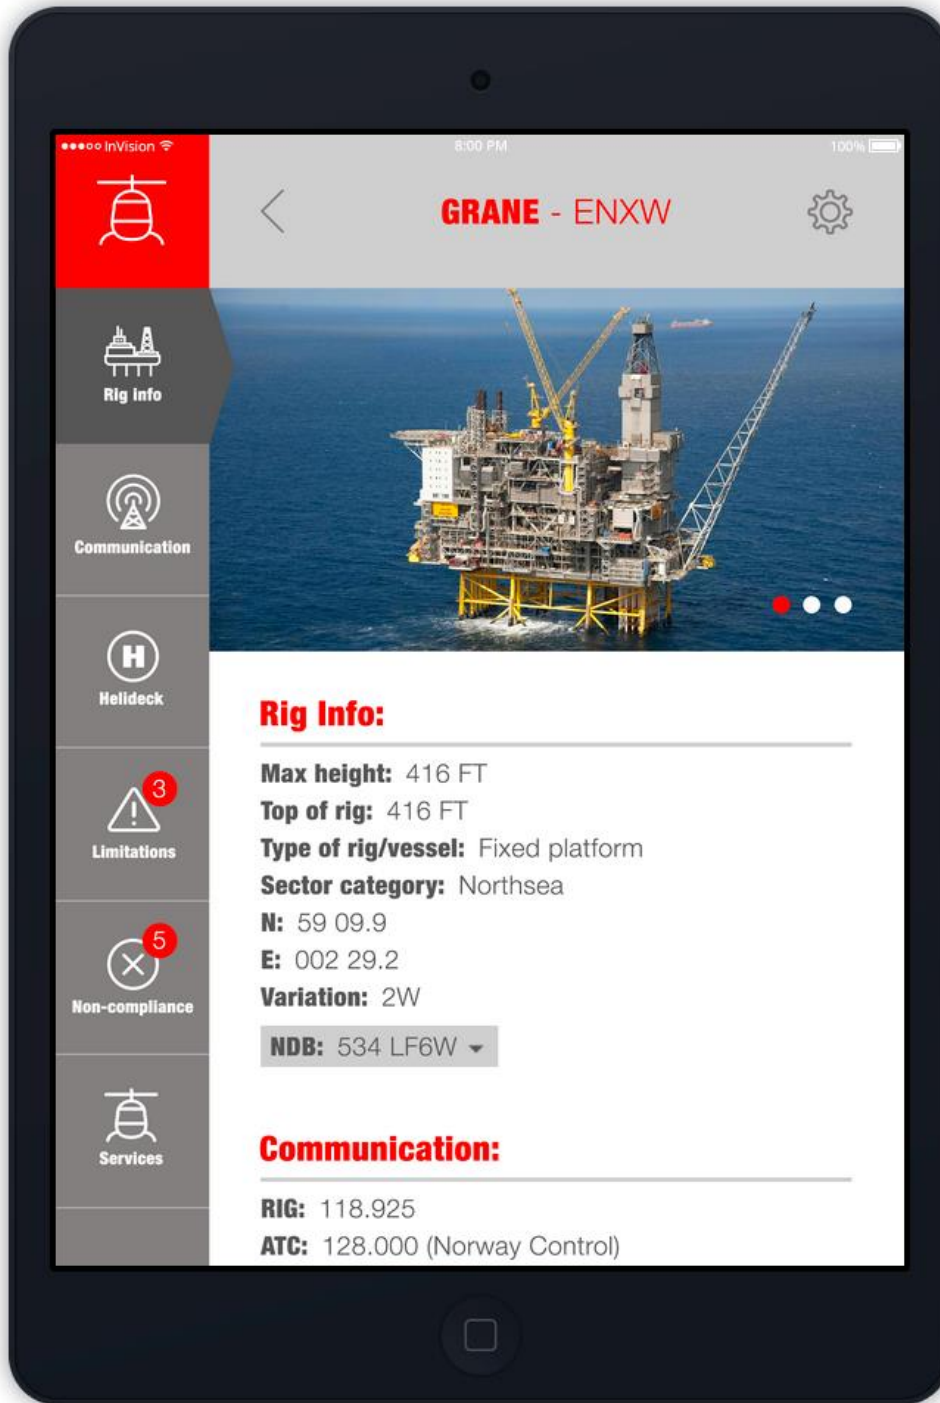 InVision
8:00 PM
100%
GRANE - ENXW
Rig info
Communication
Helideck
3
Limitations
5
Non-compliance
Services
Rig Info:
Max height: 416 FT
Top of rig: 416 FT
Type of rig/vessel: Fixed platform
Sector category: Northsea
N: 59 09.9
E: 002 29.2
Variation: 2W
NDB: 534 LF6W
Communication:
RIG: 118.925
ATC: 128.000 (Norway Control)